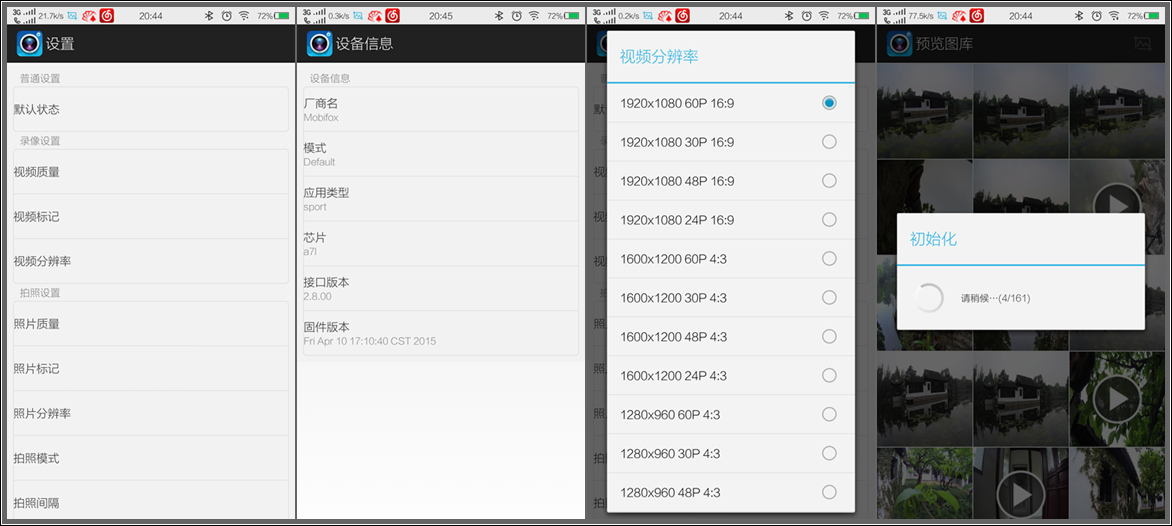 3G 21.7k/s 20:44 72%
设置
普通设置
默认状态
录像设置
视频质量
视频标记
视频分辨率
拍照设置
照片质量
照片标记
照片分辨率
拍照模式
拍照间隔
3G 0.3k/s 20:45 72%
设备信息
设备信息
厂商名
Mobifox
模式
Default
应用类型
sport
芯片
a7l
接口版本
2.8.00
固件版本
Fri Apr 10 17:10:40 CST 2015
3G 0.2k/s 20:44 72%
视频分辨率
1920x1080 60P 16:9
1920x1080 30P 16:9
1920x1080 48P 16:9
1920x1080 24P 16:9
1600x1200 60P 4:3
1600x1200 30P 4:3
1600x1200 48P 4:3
1600x1200 24P 4:3
1280x960 60P 4:3
1280x960 30P 4:3
1280x960 48P 4:3
3G 77.5k/s 20:44 72%
预览图库
初始化
请稍候…(4/161)